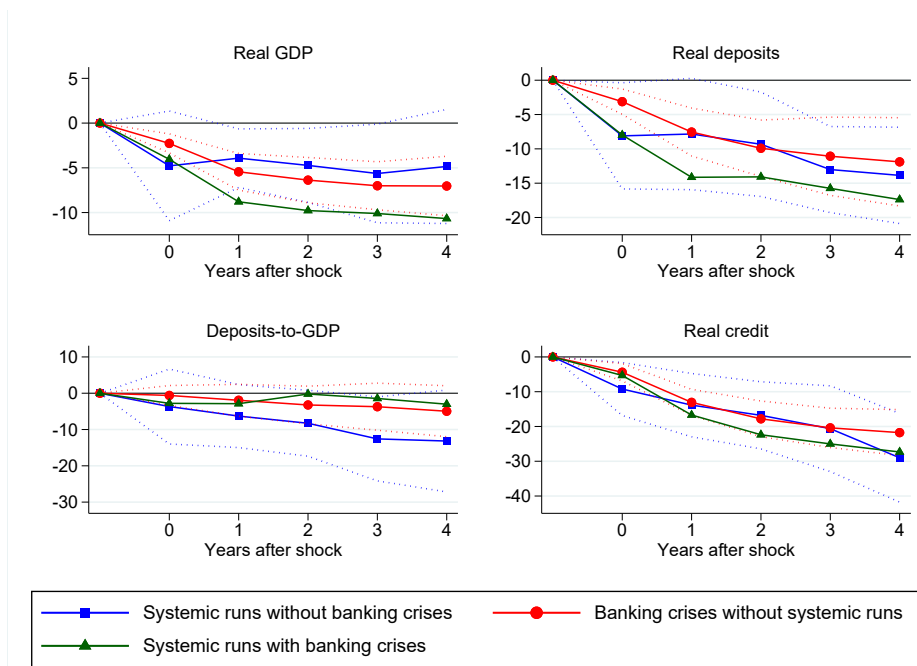 Real GDP
5
0
-5
-10
0 1 2 3 4
Years after shock
Real deposits
0
-5
-10
-15
-20
0 1 2 3 4
Years after shock
Deposits-to-GDP
10
0
-10
-20
-30
0 1 2 3 4
Years after shock
Real credit
0
-10
-20
-30
-40
0 1 2 3 4
Years after shock
Systemic runs without banking crises
Banking crises without systemic runs
Systemic runs with banking crises